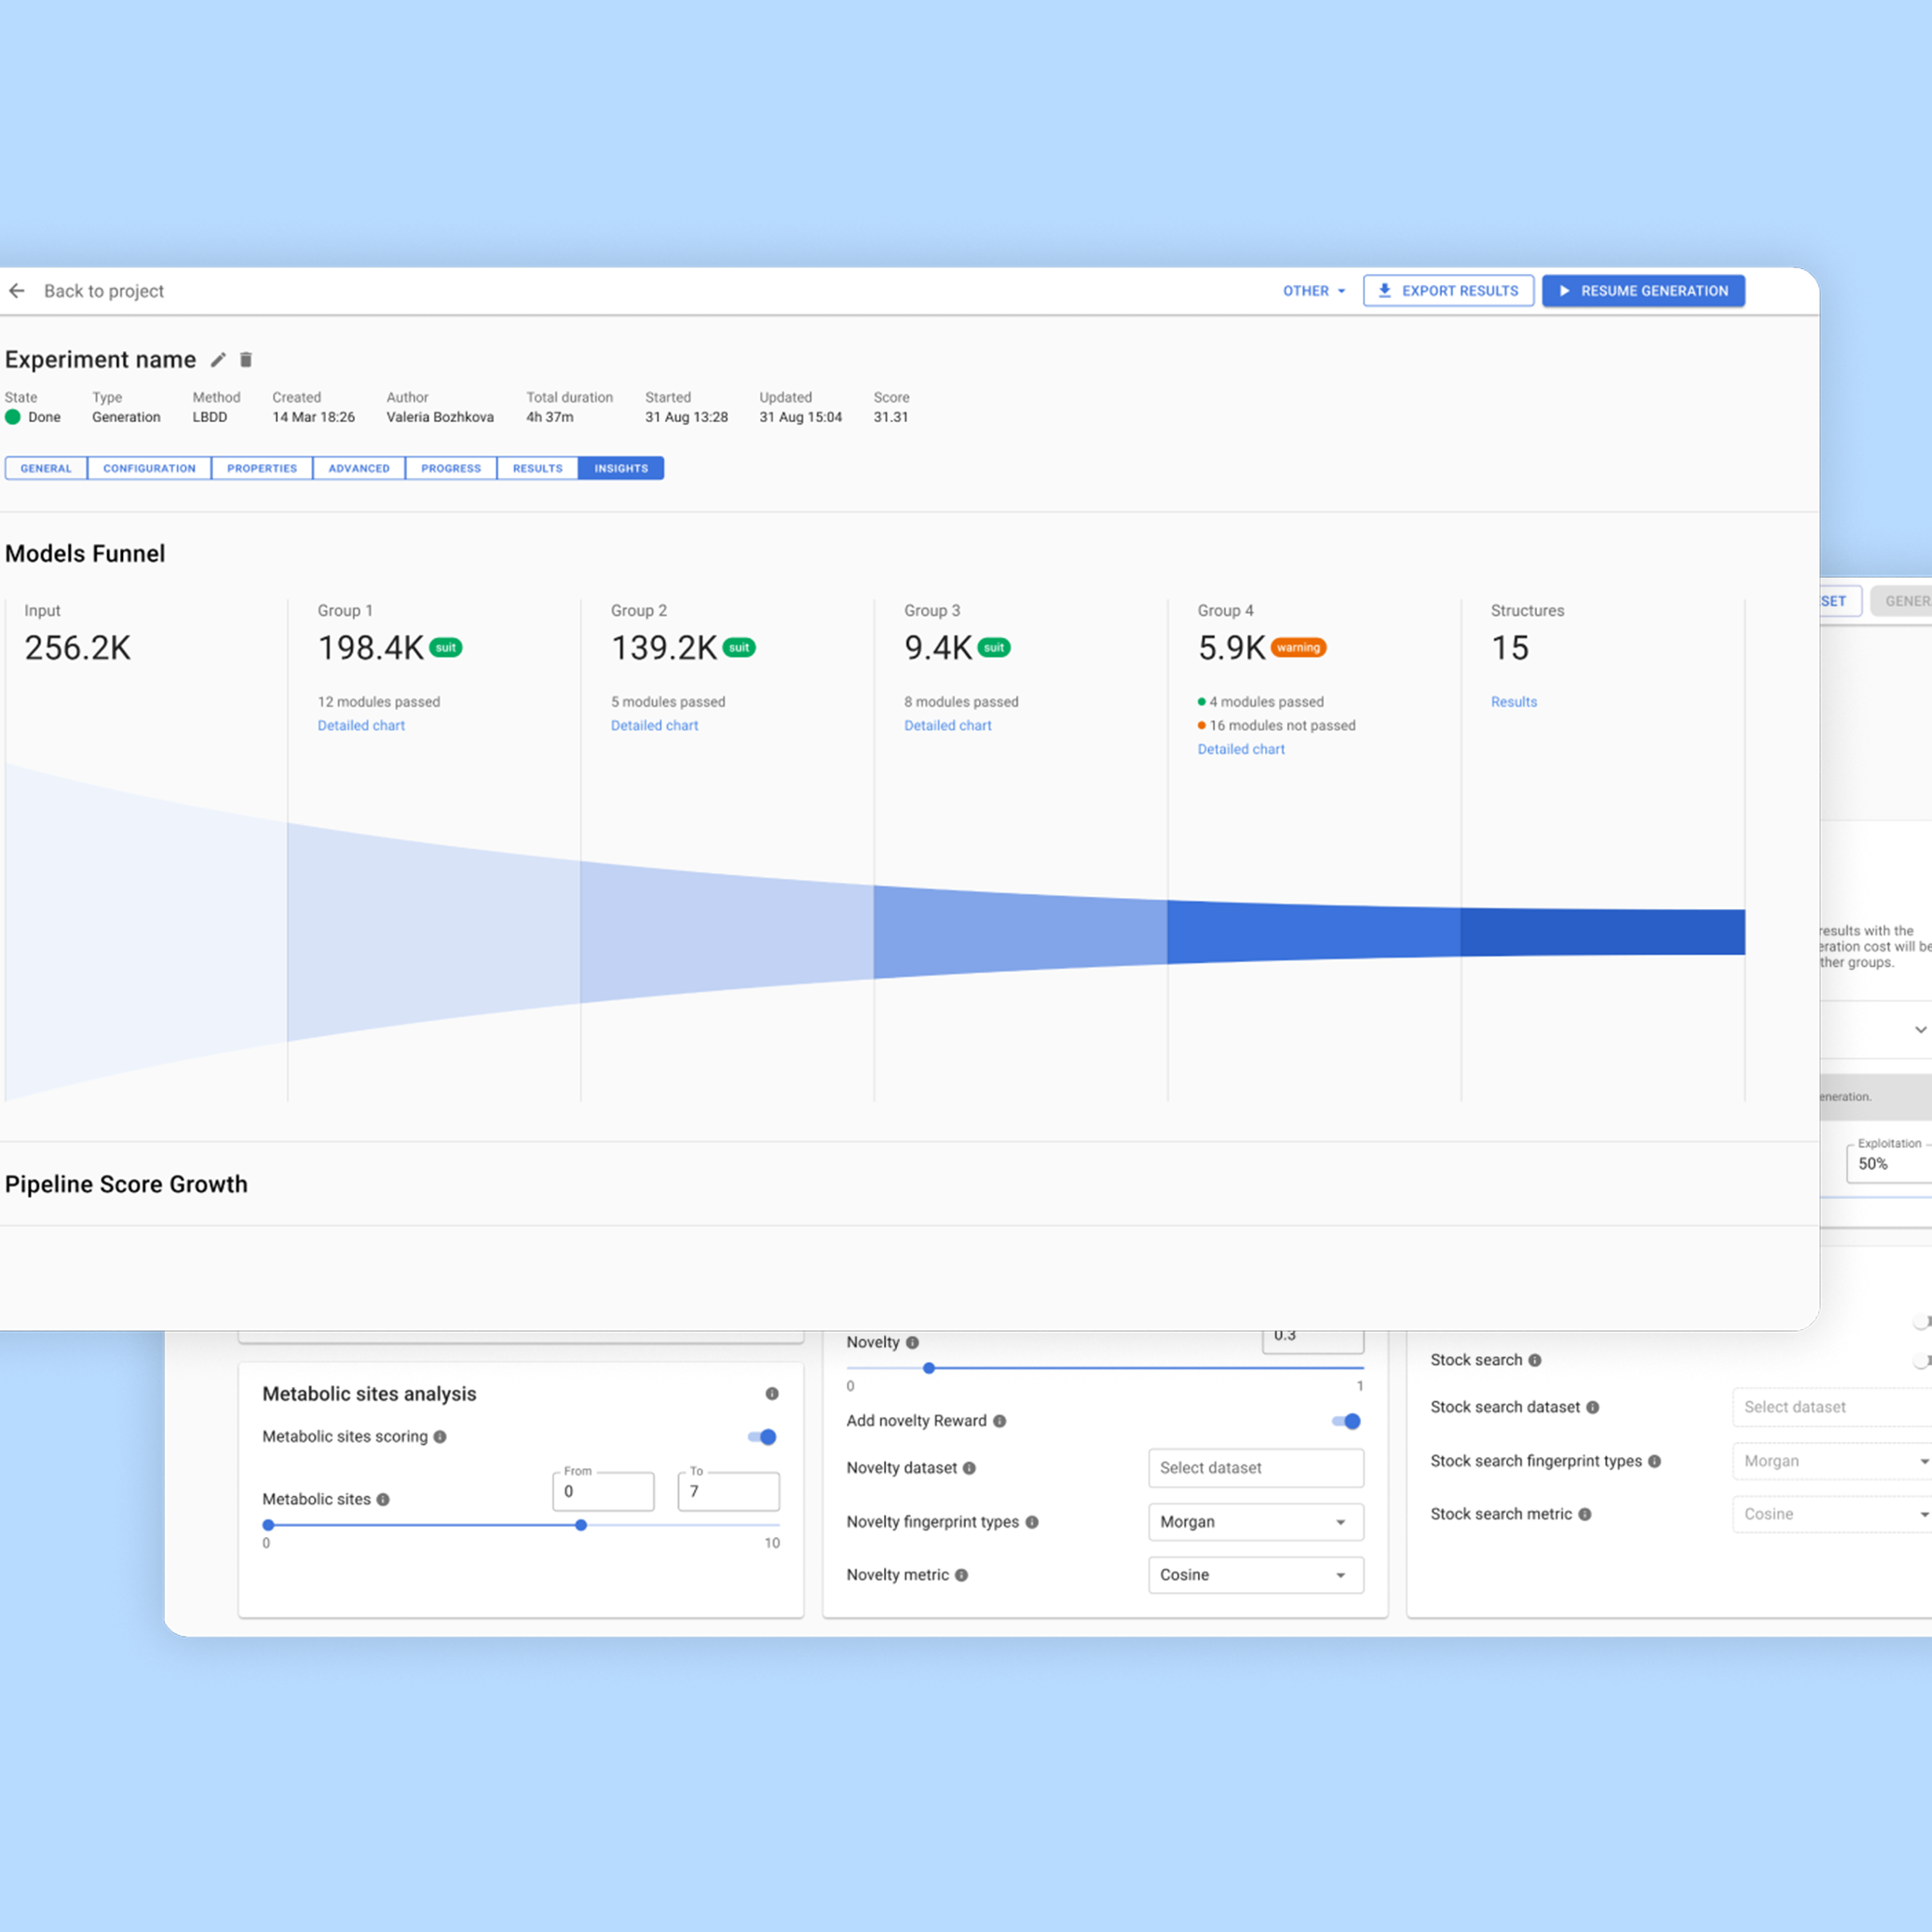 Back to project
OTHER
EXPORT RESULTS
RESUME GENERATION
Experiment name
State
Type
Method
Created
Author
Total duration
Started
Updated
Score
Done
Generation
LBDD
14 Mar 18:26
Valeria Bozhkova
4h 37m
31 Aug 13:28
31 Aug 15:04
31.31
GENERAL
CONFIGURATION
PROPERTIES
ADVANCED
PROGRESS
RESULTS
INSIGHTS
Models Funnel
Input
256.2K
Group 1
198.4K suit
12 modules passed
Detailed chart
Group 2
139.2K suit
5 modules passed
Detailed chart
Group 3
9.4K suit
8 modules passed
Detailed chart
Group 4
5.9K warning
4 modules passed
16 modules not passed
Detailed chart
Structures
15
Results
Pipeline Score Growth
results with the
cost will be
groups.
Exploitation
50%
Metabolic sites analysis
Metabolic sites scoring
Metabolic sites
From
0
To
7
0
10
Novelty
0.3
0
1
Add novelty Reward
Novelty dataset
Select dataset
Novelty fingerprint types
Morgan
Novelty metric
Cosine
Stock search
Stock search dataset
Select dataset
Stock search fingerprint types
Morgan
Stock search metric
Cosine